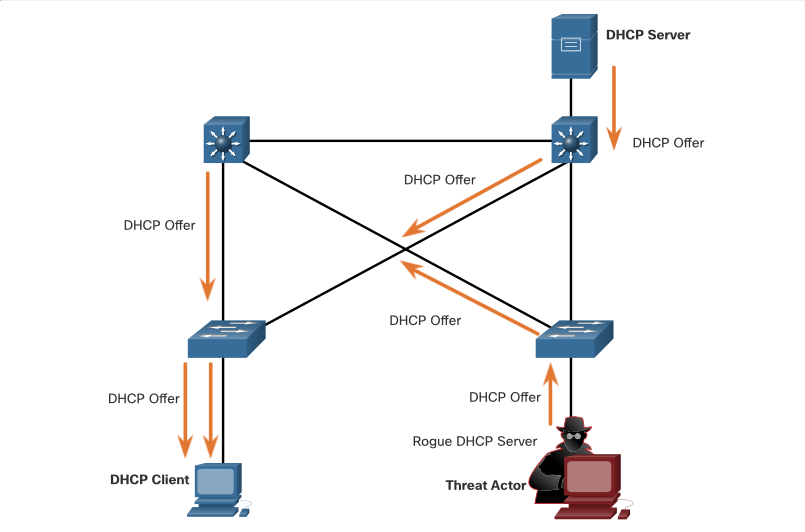 DHCP Server
DHCP Offer
DHCP Offer
DHCP Offer
DHCP Offer
DHCP Offer
DHCP Offer
Rogue DHCP Server
DHCP Client
Threat Actor